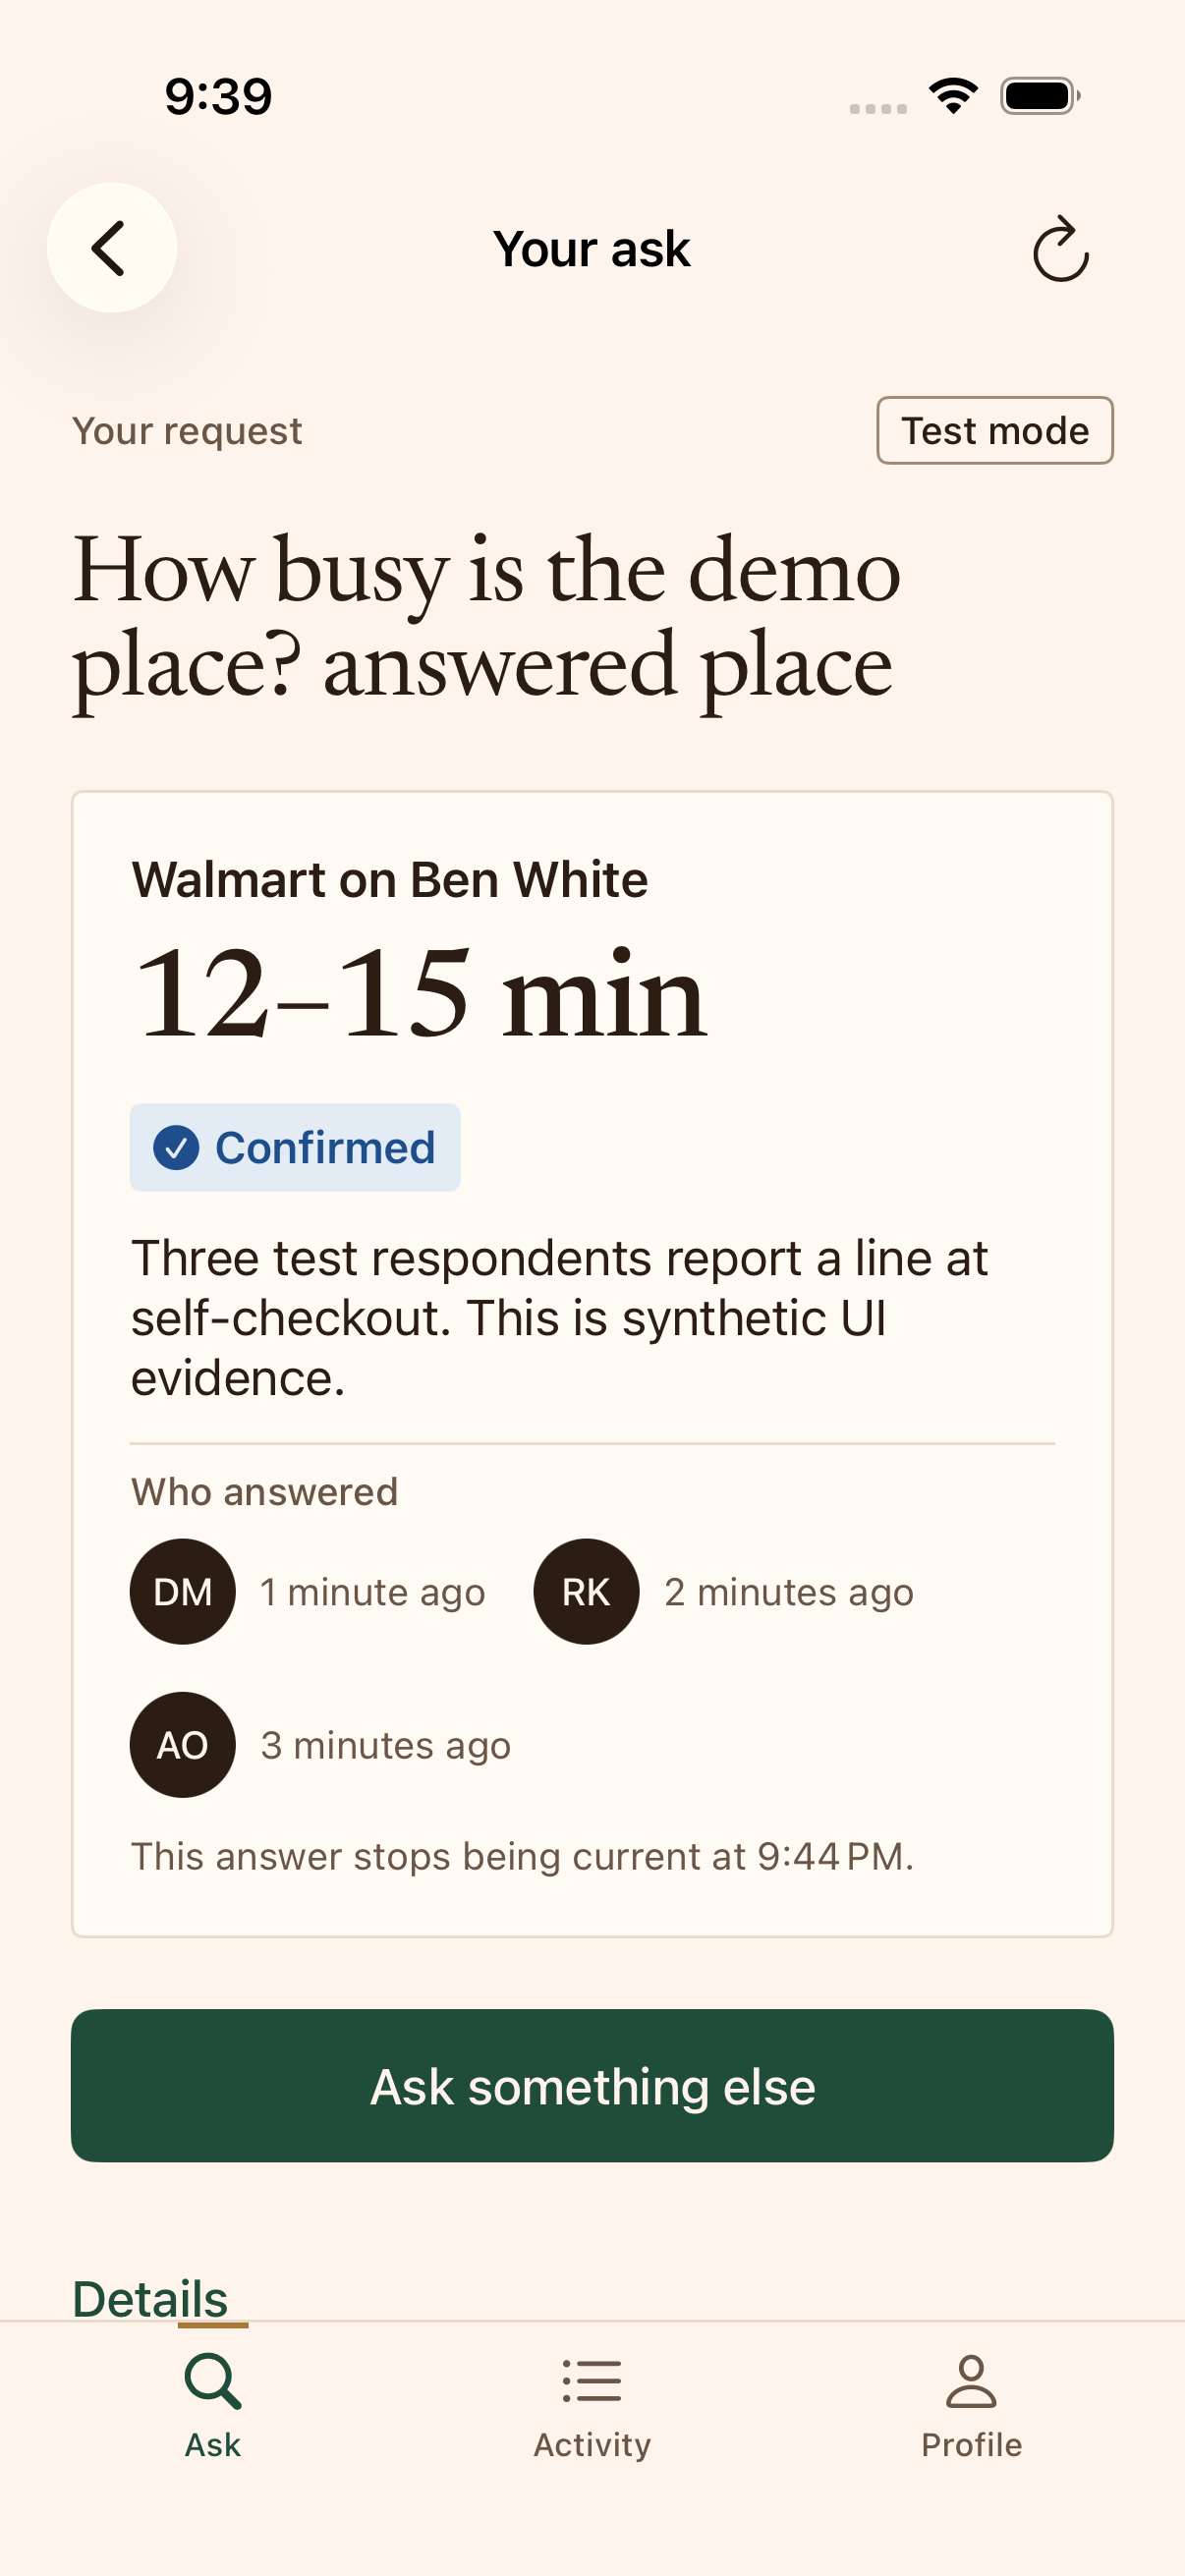 9:39
Your ask
Your request
Test mode
How busy is the demo
place? answered place
Walmart on Ben White
12–15 min
Confirmed
Three test respondents report a line at
self-checkout. This is synthetic UI
evidence.
Who answered
DM 1 minute ago RK 2 minutes ago
AO 3 minutes ago
This answer stops being current at 9:44 PM.
Ask something else
Details
Ask Activity Profile